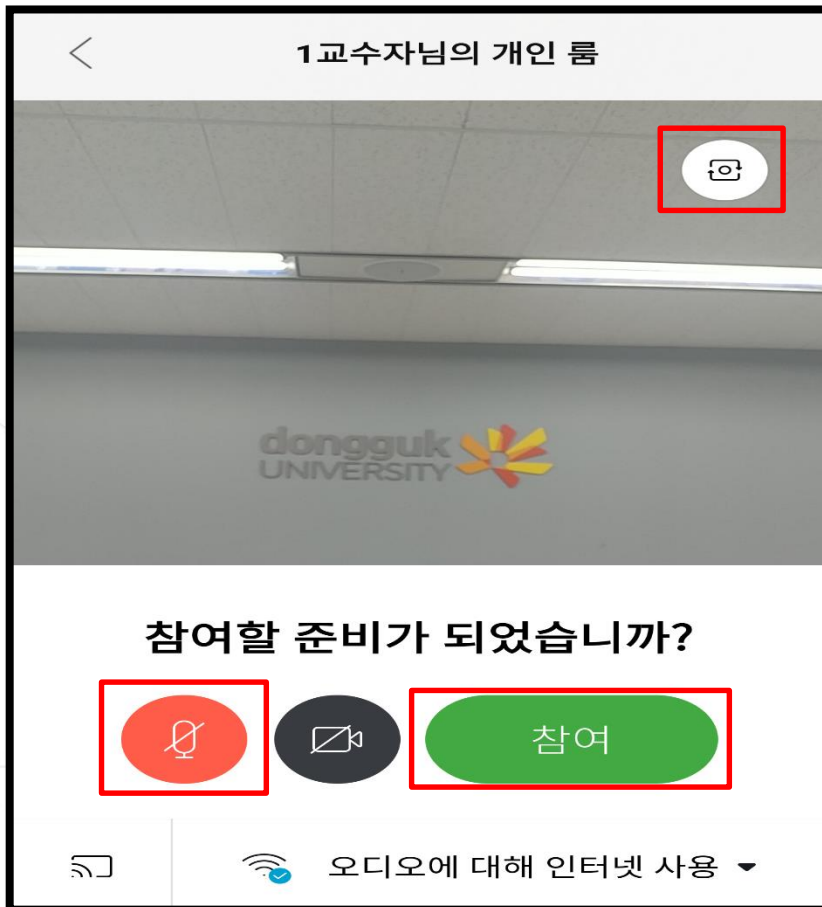 1교수자님의 개인 룸
dongguk
UNIVERSITY
참여할 준비가 되었습니까?
참여
오디오에 대해 인터넷 사용